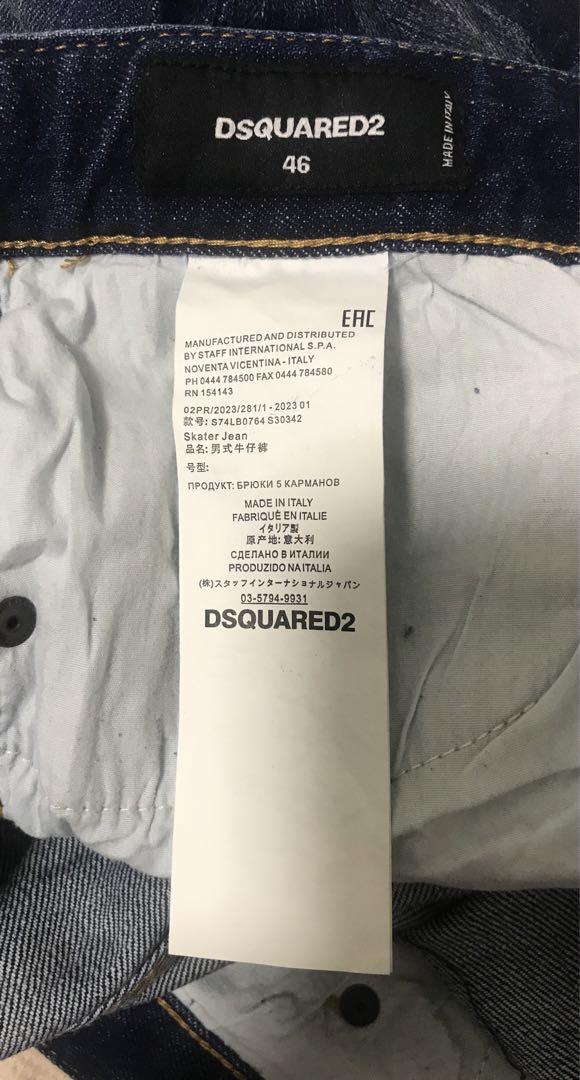 DSQUARED2
46
MADE IN ITALY
EAC
MANUFACTURED AND DISTRIBUTED
BY STAFF INTERNATIONAL S.P.A.
NOVENTA VICENTINA - ITALY
PH 0444 784500 FAX 0444 784580
RN 154143
02PR/2023/281/1 - 2023 01
款号: S74LB0764 S30342
Skater Jean
品名: 男式牛仔裤
号型:
ПРОДУКТ: БРЮКИ 5 КАРМАНОВ
MADE IN ITALY
FABRIQUÈ EN ITALIE
イタリア製
原产地: 意大利
СДЕЛАНО В ИТАЛИИ
PRODUZIDO NA ITALIA
(株)スタッフインターナショナルジャパン
03-5794-9931
DSQUARED2